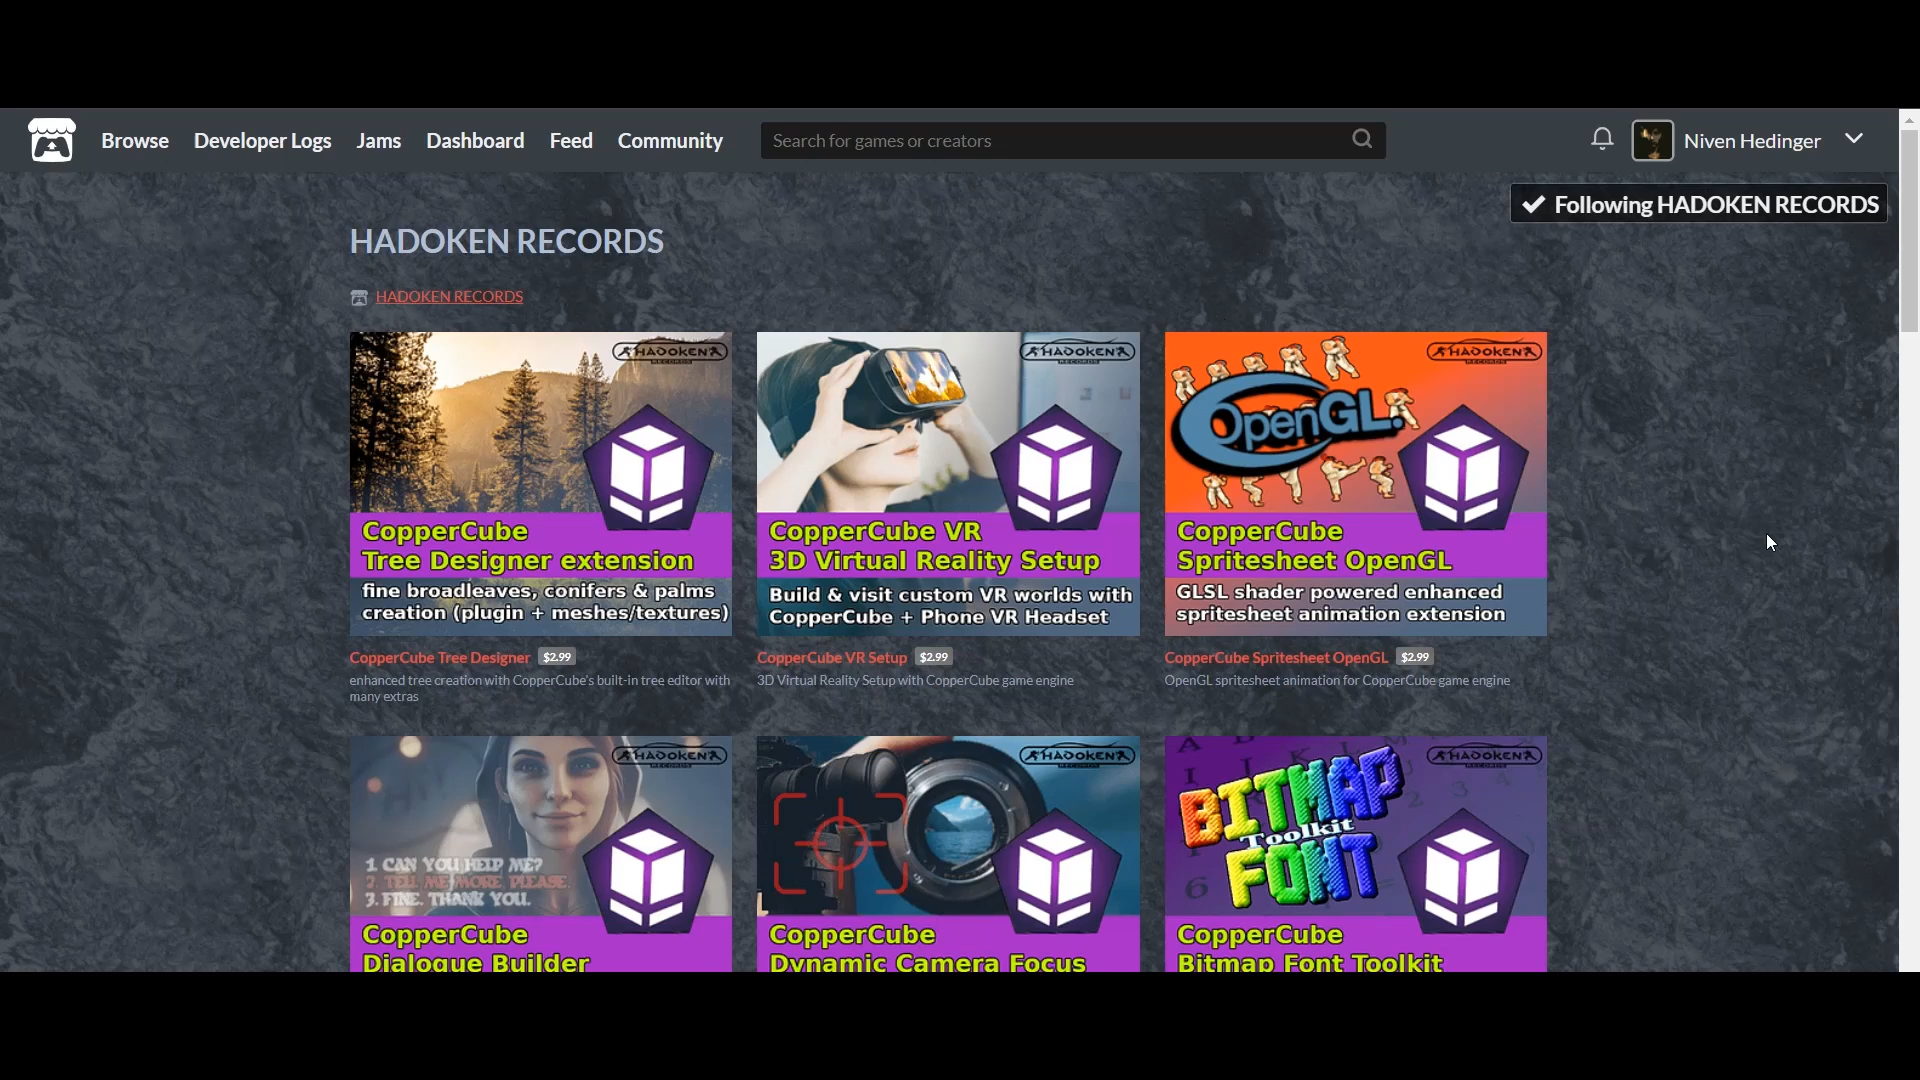 Browse
Developer Logs
Jams
Dashboard
Feed
Community
Search for games or creators
Niven Hedinger
Following HADOKEN RECORDS
HADOKEN RECORDS
HADOKEN RECORDS
HADOKEN
RECORDS
CopperCube
Tree Designer extension
fine broadleaves, conifers & palms
creation (plugin + meshes/textures)
CopperCube Tree Designer $2.99
enhanced tree creation with CopperCube's built-in tree editor with
many extras
HADOKEN
RECORDS
CopperCube VR
3D Virtual Reality Setup
Build & visit custom VR worlds with
CopperCube + Phone VR Headset
CopperCube VR Setup $2.99
3D Virtual Reality Setup with CopperCube game engine
HADOKEN
RECORDS
OpenGL.
CopperCube
Spritesheet OpenGL
GLSL shader powered enhanced
spritesheet animation extension
CopperCube Spritesheet OpenGL $2.99
OpenGL spritesheet animation for CopperCube game engine
HADOKEN
RECORDS
1. CAN YOU HELP ME?
2. TELL ME MORE, PLEASE.
3. FINE. THANK YOU.
CopperCube
Dialogue Builder
HADOKEN
RECORDS
CopperCube
Dynamic Camera Focus
HADOKEN
RECORDS
BITMAP
Toolkit
FONT
CopperCube
Bitmap Font Toolkit